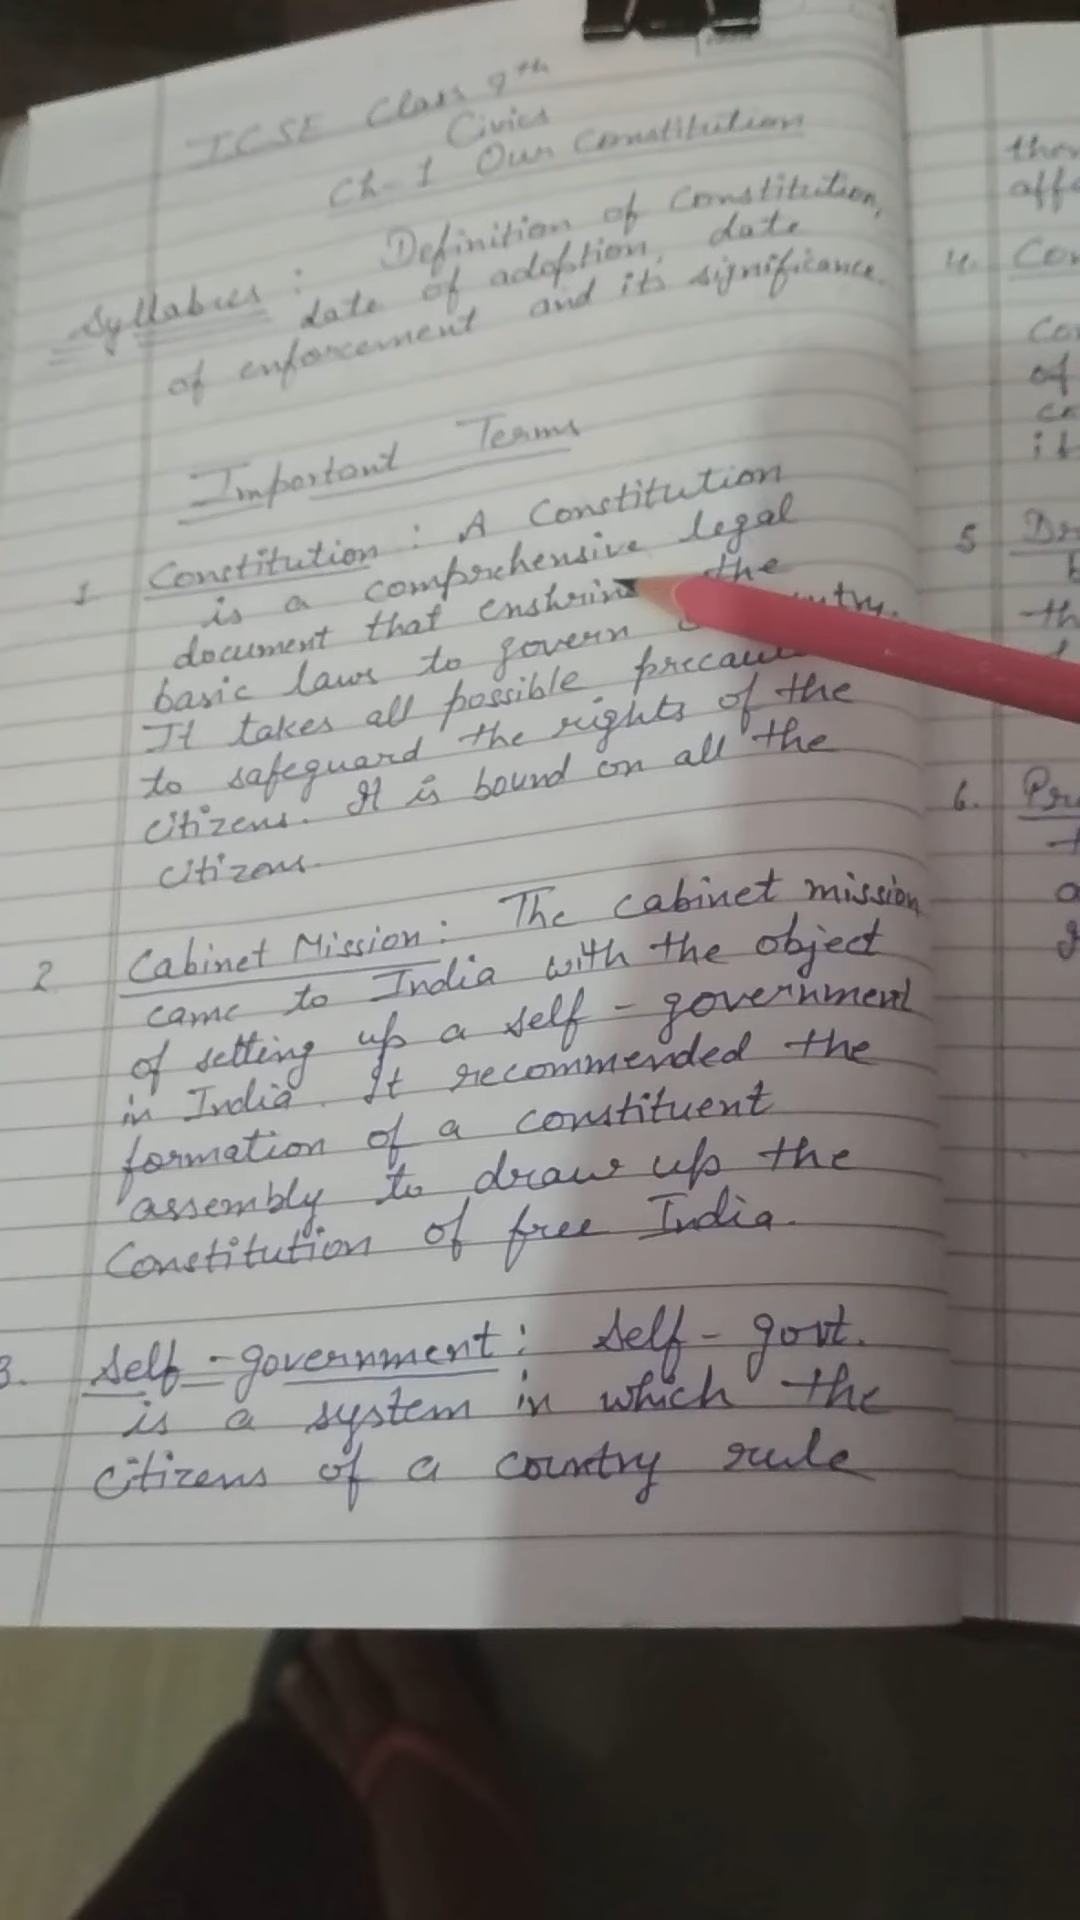 ICSE Class 9th
Civics
Ch-1 Our Constitution
Syllabus: Definition of Constitution,
date of adoption, date
of enforcement and its significance.
Important Terms
1 Constitution: A Constitution
is a comprehensive legal
document that the
basic laws to govern
It takes all possible
to safeguard the rights of the
citizens. It is bound on all the
citizens.
2 Cabinet Mission: The cabinet mission
came to India with the object
of setting up a self-government
in India. It recommended the
formation of a constituent
assembly to draw up the
Constitution of free India.
3. Self-government: Self-govt.
is a system in which the
citizens of a country rule
4.
of
5
6.